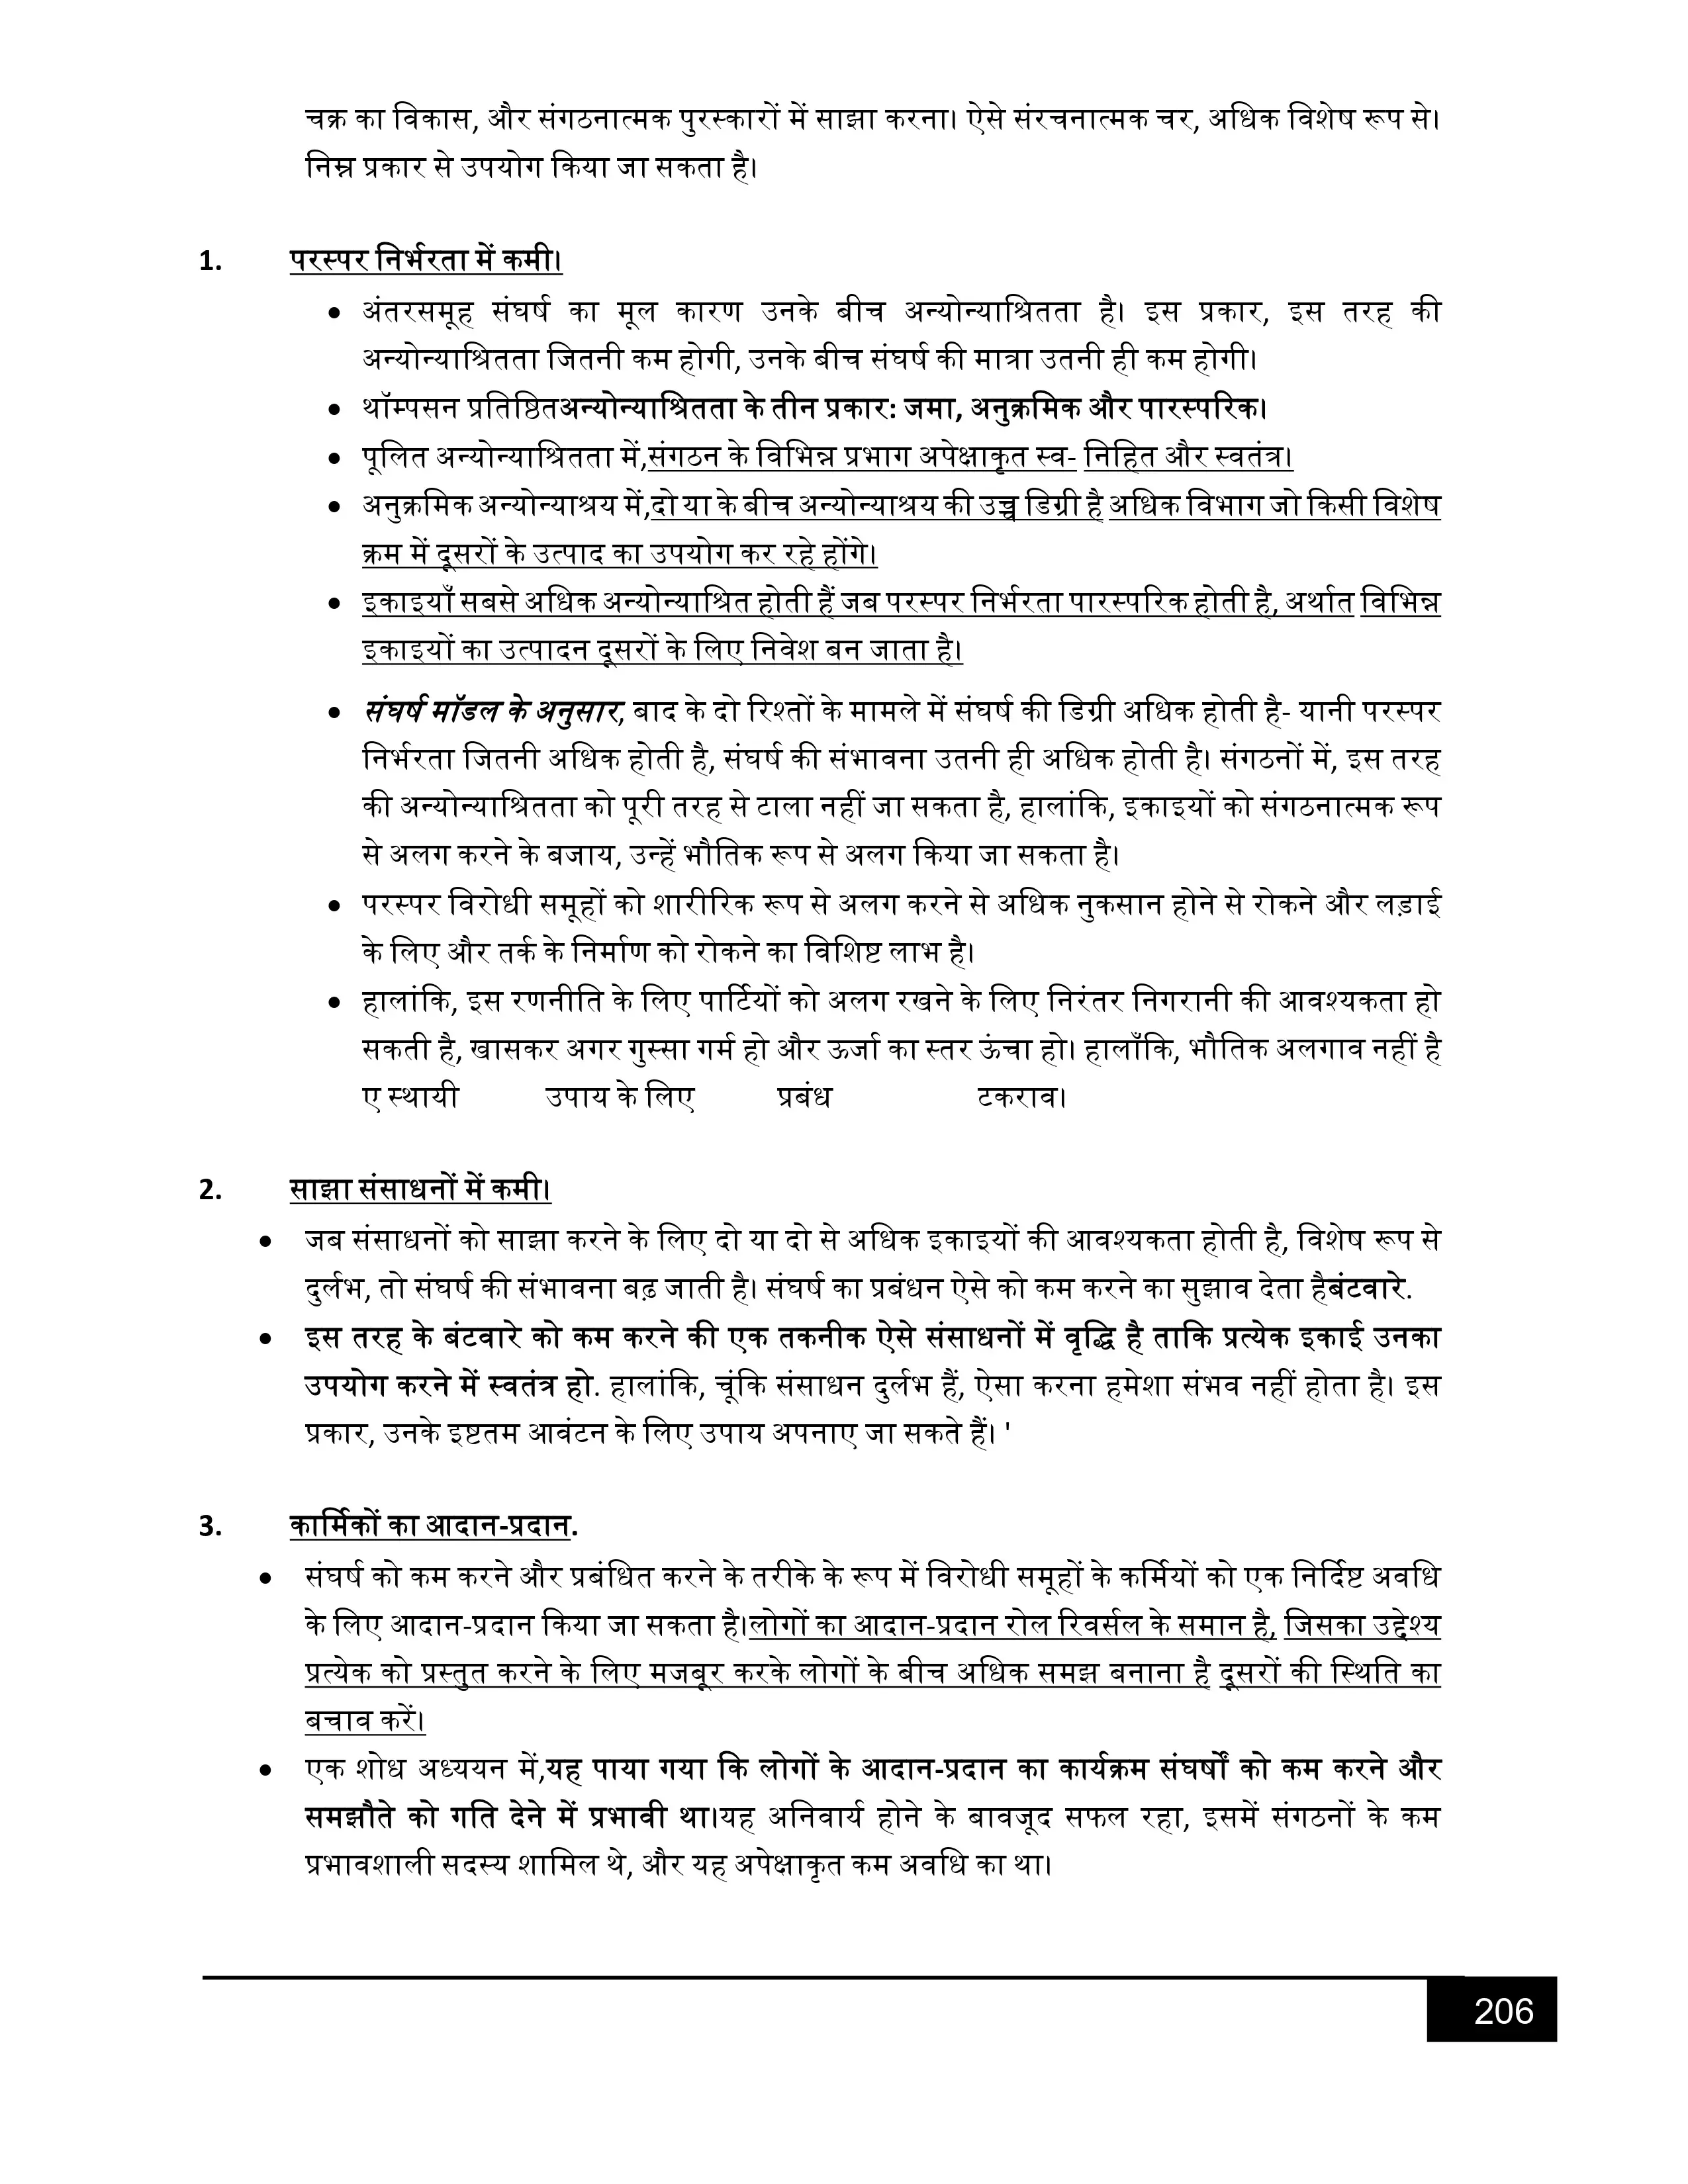 चक्र का विकास, और संगठनात्मक पुरस्कारों में साझा करना। ऐसे संरचनात्मक चर, अधिक विशेष रूप से।
निम्न प्रकार से उपयोग किया जा सकता है।
1. परस्पर निर्भरता में कमी।
• अंतरसमूह संघर्ष का मूल कारण उनके बीच अन्योन्याश्रितता है। इस प्रकार, इस तरह की
अन्योन्याश्रितता जितनी कम होगी, उनके बीच संघर्ष की मात्रा उतनी ही कम होगी।
• थॉम्पसन प्रतिष्ठितअन्योन्याश्रितता के तीन प्रकार: जमा, अनुक्रमिक और पारस्परिक।
• पूलित अन्योन्याश्रितता में,संगठन के विभिन्न प्रभाग अपेक्षाकृत स्व- निहित और स्वतंत्र।
• अनुक्रमिक अन्योन्याश्रय में,दो या के बीच अन्योन्याश्रय की उच्च डिग्री है अधिक विभाग जो किसी विशेष
क्रम में दूसरों के उत्पाद का उपयोग कर रहे होंगे।
• इकाइयाँ सबसे अधिक अन्योन्याश्रित होती हैं जब परस्पर निर्भरता पारस्परिक होती है, अर्थात विभिन्न
इकाइयों का उत्पादन दूसरों के लिए निवेश बन जाता है।
• संघर्ष मॉडल के अनुसार, बाद के दो रिश्तों के मामले में संघर्ष की डिग्री अधिक होती है- यानी परस्पर
निर्भरता जितनी अधिक होती है, संघर्ष की संभावना उतनी ही अधिक होती है। संगठनों में, इस तरह
की अन्योन्याश्रितता को पूरी तरह से टाला नहीं जा सकता है, हालांकि, इकाइयों को संगठनात्मक रूप
से अलग करने के बजाय, उन्हें भौतिक रूप से अलग किया जा सकता है।
• परस्पर विरोधी समूहों को शारीरिक रूप से अलग करने से अधिक नुकसान होने से रोकने और लड़ाई
के लिए और तर्क के निर्माण को रोकने का विशिष्ट लाभ है।
• हालांकि, इस रणनीति के लिए पार्टियों को अलग रखने के लिए निरंतर निगरानी की आवश्यकता हो
सकती है, खासकर अगर गुस्सा गर्म हो और ऊर्जा का स्तर ऊंचा हो। हालाँकि, भौतिक अलगाव नहीं है
ए स्थायी उपाय के लिए प्रबंध टकराव।
2. साझा संसाधनों में कमी।
• जब संसाधनों को साझा करने के लिए दो या दो से अधिक इकाइयों की आवश्यकता होती है, विशेष रूप से
दुर्लभ, तो संघर्ष की संभावना बढ़ जाती है। संघर्ष का प्रबंधन ऐसे को कम करने का सुझाव देता हैबंटवारे.
• इस तरह के बंटवारे को कम करने की एक तकनीक ऐसे संसाधनों में वृद्धि है ताकि प्रत्येक इकाई उनका
उपयोग करने में स्वतंत्र हो. हालांकि, चूंकि संसाधन दुर्लभ हैं, ऐसा करना हमेशा संभव नहीं होता है। इस
प्रकार, उनके इष्टतम आवंटन के लिए उपाय अपनाए जा सकते हैं। '
3. कार्मिकों का आदान-प्रदान.
• संघर्ष को कम करने और प्रबंधित करने के तरीके के रूप में विरोधी समूहों के कर्मियों को एक निर्दिष्ट अवधि
के लिए आदान-प्रदान किया जा सकता है।लोगों का आदान-प्रदान रोल रिवर्सल के समान है, जिसका उद्देश्य
प्रत्येक को प्रस्तुत करने के लिए मजबूर करके लोगों के बीच अधिक समझ बनाना है दूसरों की स्थिति का
बचाव करें।
• एक शोध अध्ययन में,यह पाया गया कि लोगों के आदान-प्रदान का कार्यक्रम संघर्षों को कम करने और
समझौते को गति देने में प्रभावी था।यह अनिवार्य होने के बावजूद सफल रहा, इसमें संगठनों के कम
प्रभावशाली सदस्य शामिल थे, और यह अपेक्षाकृत कम अवधि का था।
206